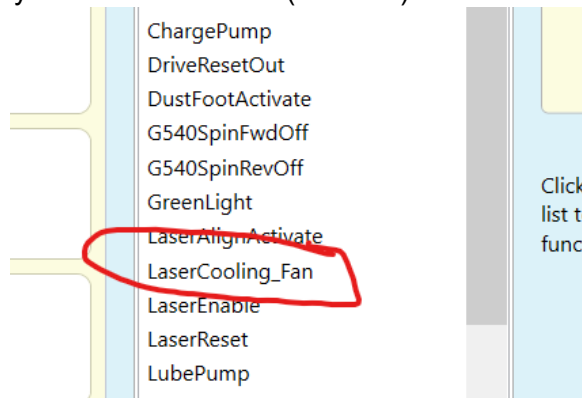 ChargePump
DriveResetOut
DustFootActivate
G540SpinFwdOff
G540SpinRevOff
GreenLight
LaserAlignActivate
LaserCooling_Fan
LaserEnable
LaserReset
LubePump
Click
list t
func